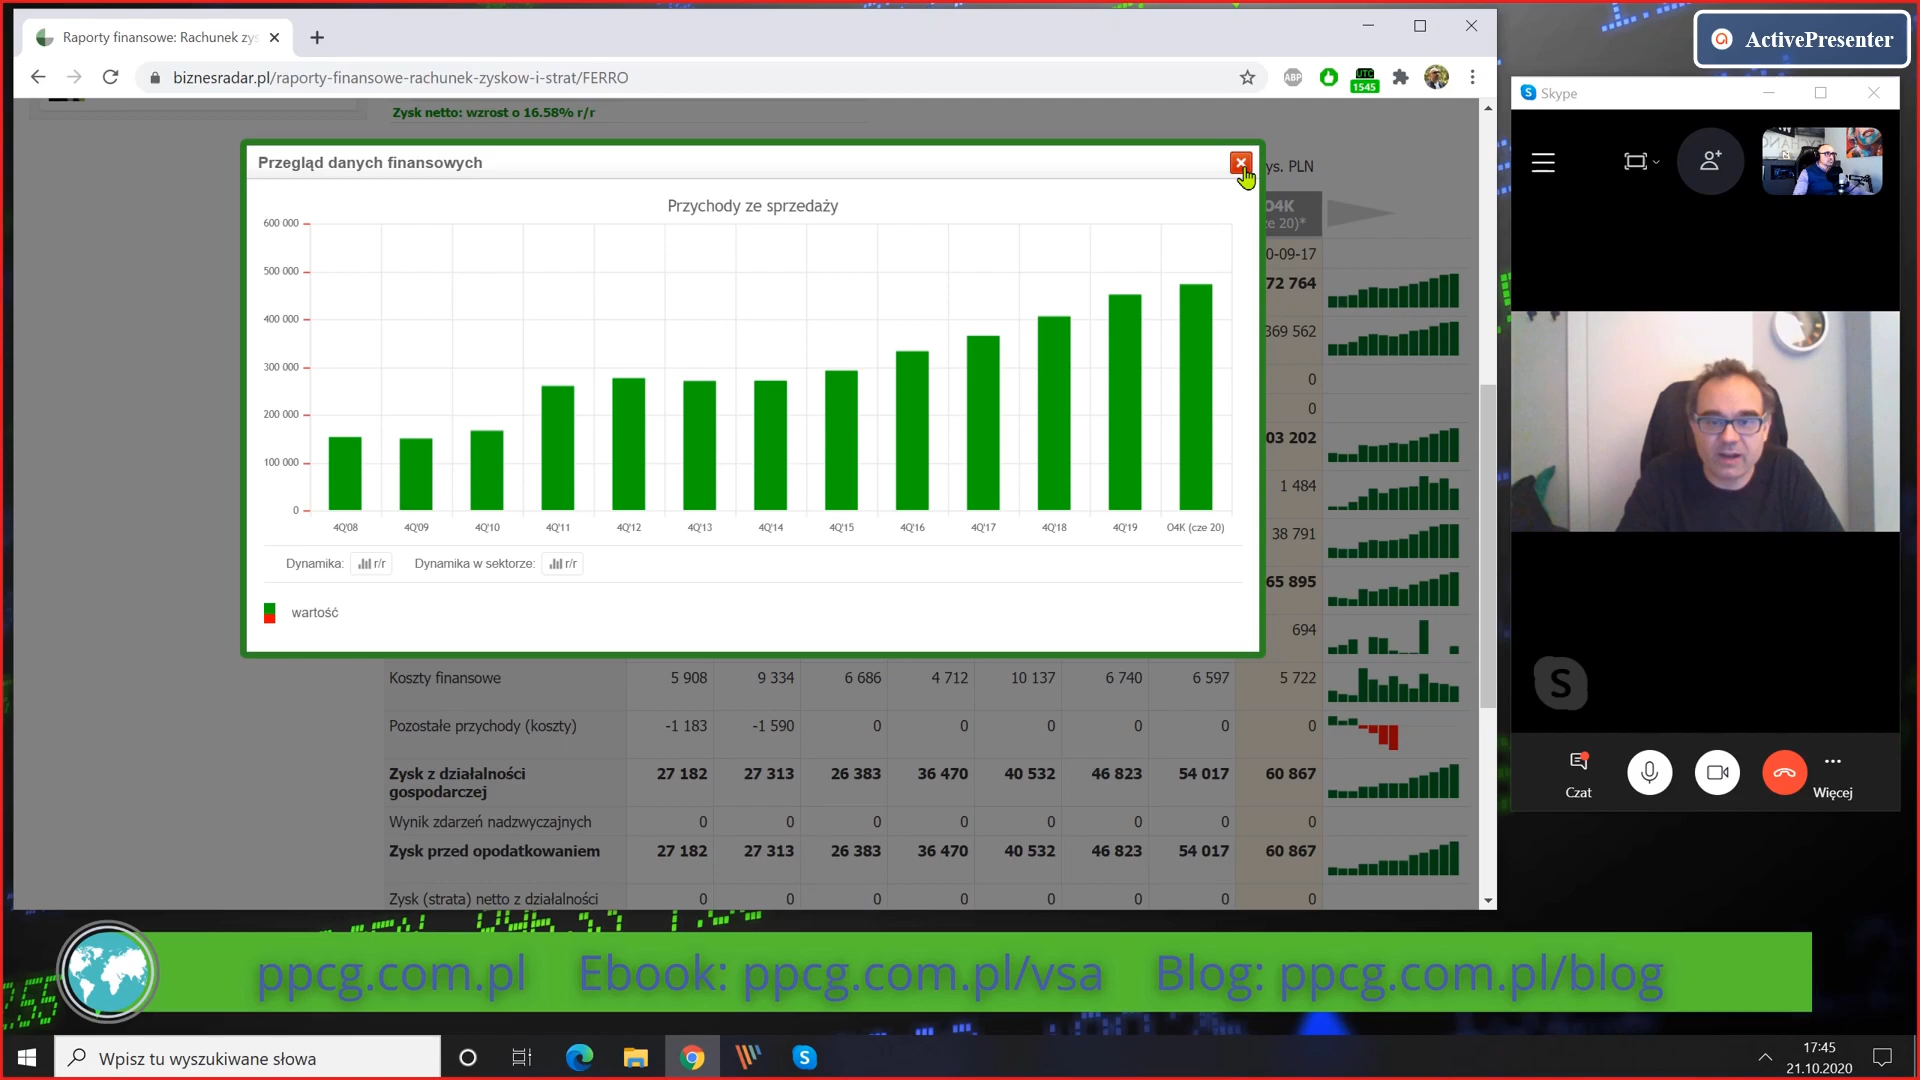 Raporty finansowe: Rachunek zys
ActivePresenter
biznesradar.pl/raporty-finansowe-rachunek-zyskow-i-strat/FERRO
ABP
UTC
1545
Skype
Zysk netto: wzrost o 16.58% r/r
Przegląd danych finansowych
ys. PLN
Przychody ze sprzedaży
O4K
ze 20)*
600 000
500 000
400 000
300 000
200 000
100 000
0
4Q'08 4Q'09 4Q'10 4Q'11 4Q'12 4Q'13 4Q'14 4Q'15 4Q'16 4Q'17 4Q'18 4Q'19 O4K (cze 20)
Dynamika: r/r Dynamika w sektorze: r/r
wartość
0-09-17
72 764
369 562
0
0
03 202
1 484
38 791
65 895
694
Koszty finansowe 5 908 9 334 6 686 4 712 10 137 6 740 6 597 5 722
Pozostałe przychody (koszty) -1 183 -1 590 0 0 0 0 0 0
Zysk z działalności
gospodarczej 27 182 27 313 26 383 36 470 40 532 46 823 54 017 60 867
Wynik zdarzeń nadzwyczajnych 0 0 0 0 0 0 0 0
Zysk przed opodatkowaniem 27 182 27 313 26 383 36 470 40 532 46 823 54 017 60 867
Zysk (strata) netto z działalności 0 0 0 0 0 0 0 0
Czat
Więcej
ppcg.com.pl Ebook: ppcg.com.pl/vsa Blog: ppcg.com.pl/blog
Wpisz tu wyszukiwane słowa
17:45
21.10.2020